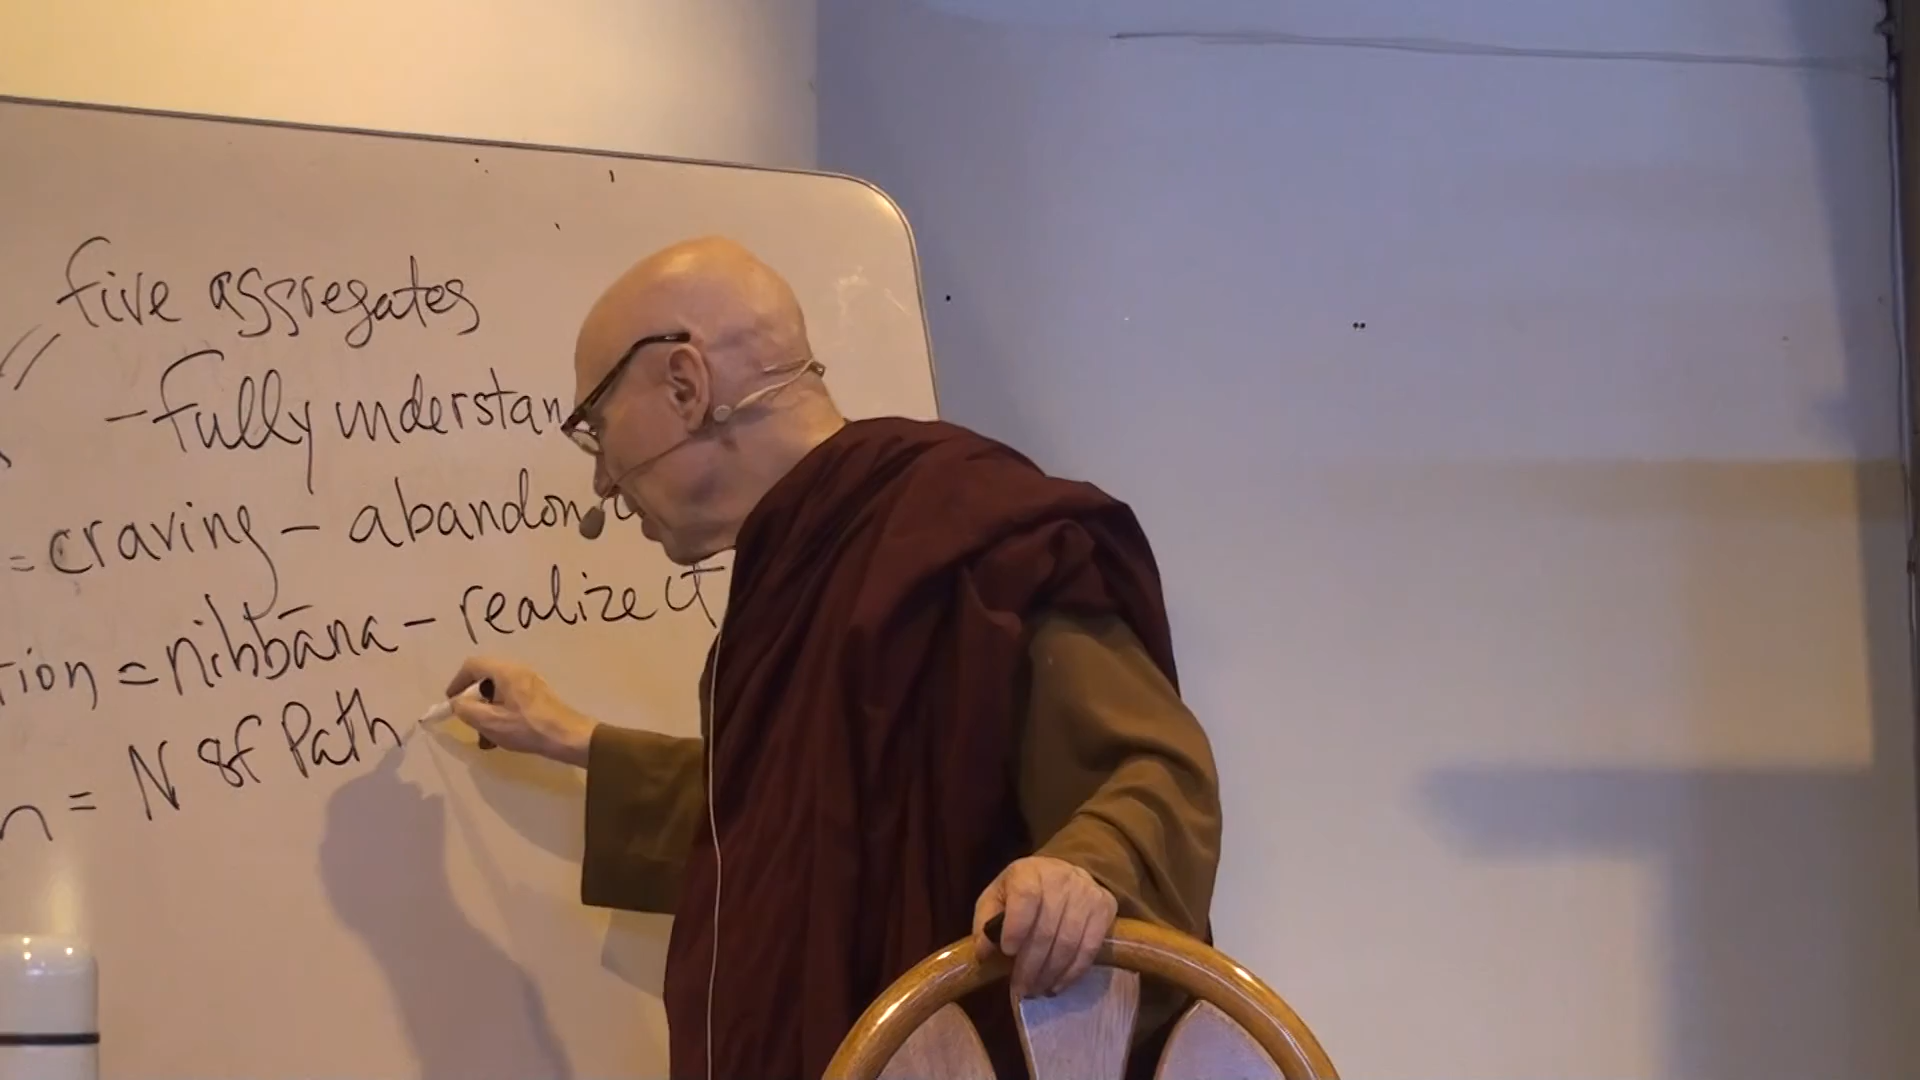 five aggregates
-fully understan
= craving - abandon
tion = nibbāna - realize it
n = N 8f Path